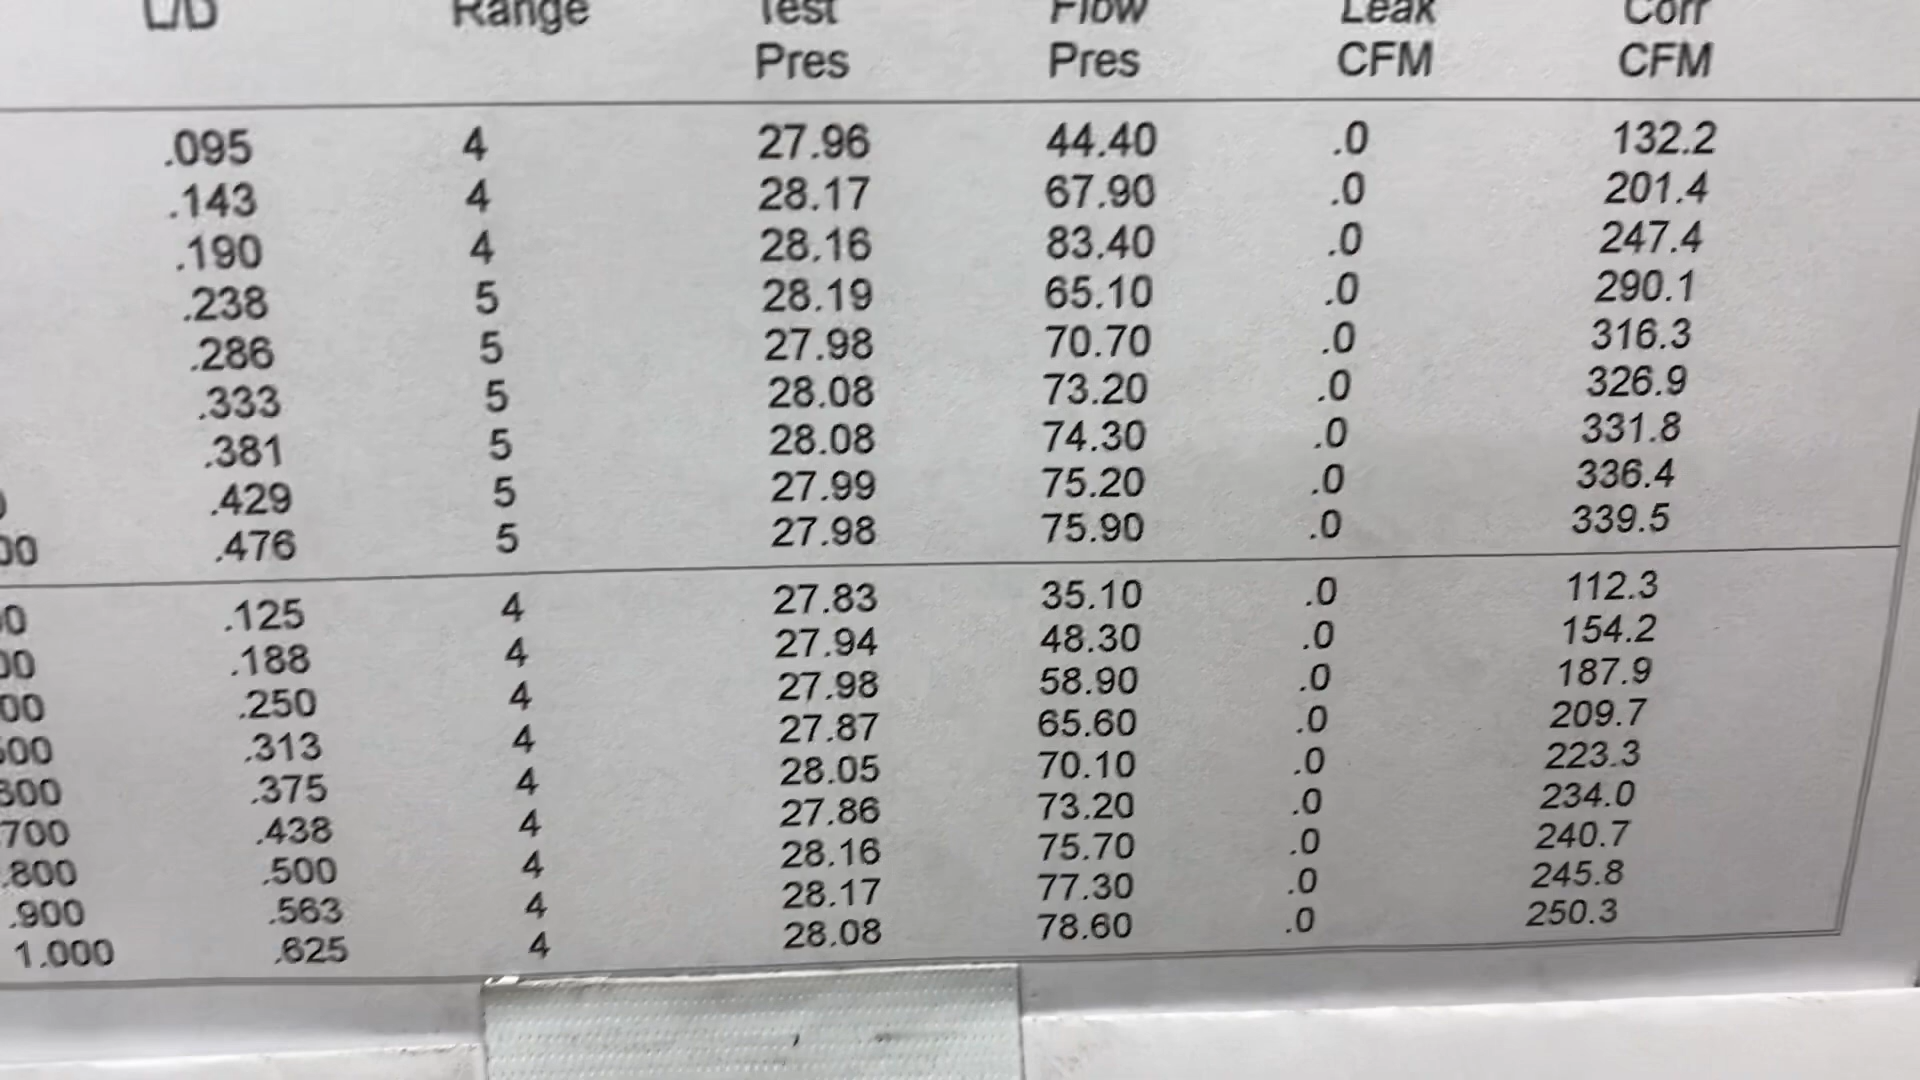 L/D Range Test Flow Leak Corr
Pres Pres CFM CFM
.095 4 27.96 44.40 .0 132.2
.143 4 28.17 67.90 .0 201.4
.190 4 28.16 83.40 .0 247.4
.238 5 28.19 65.10 .0 290.1
.286 5 27.98 70.70 .0 316.3
.333 5 28.08 73.20 .0 326.9
.381 5 28.08 74.30 .0 331.8
.429 5 27.99 75.20 .0 336.4
00 .476 5 27.98 75.90 .0 339.5
0 .125 4 27.83 35.10 .0 112.3
00 .188 4 27.94 48.30 .0 154.2
00 .250 4 27.98 58.90 .0 187.9
500 .313 4 27.87 65.60 .0 209.7
600 .375 4 28.05 70.10 .0 223.3
700 .438 4 27.86 73.20 .0 234.0
.800 .500 4 28.16 75.70 .0 240.7
.900 .563 4 28.17 77.30 .0 245.8
1.000 .625 4 28.08 78.60 .0 250.3